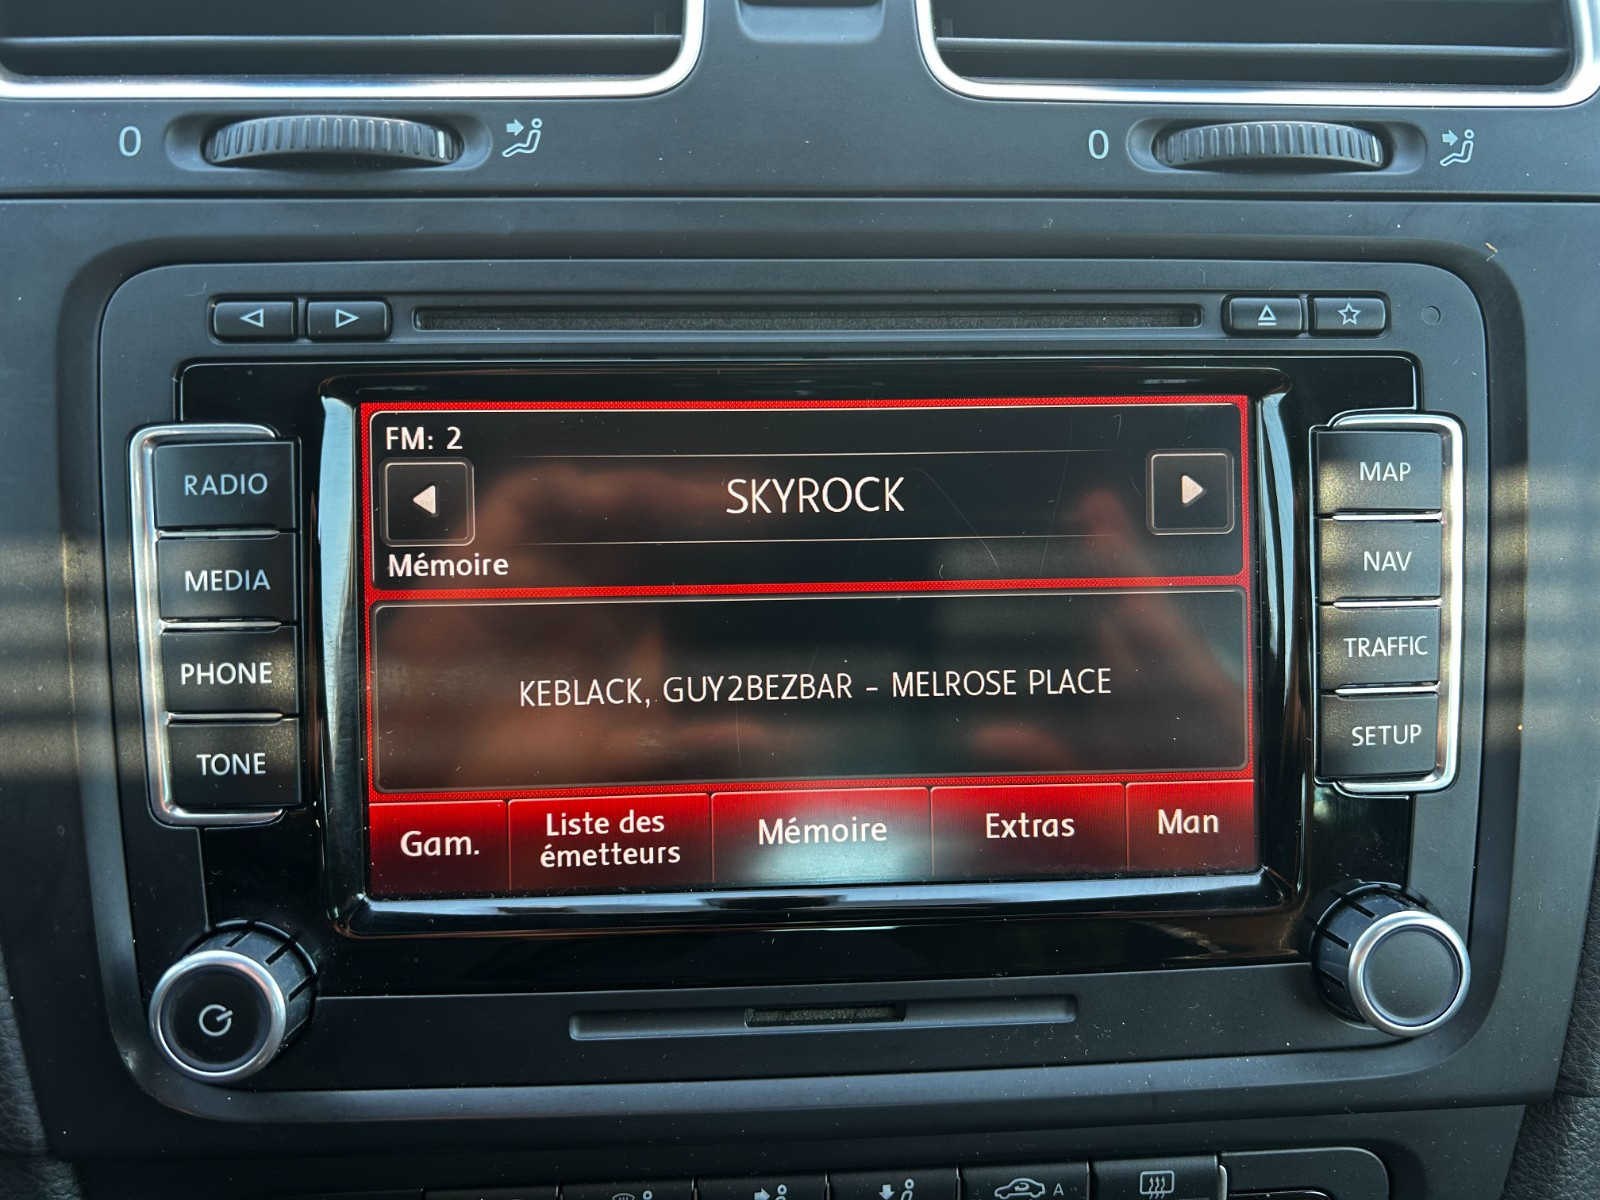 0
0
RADIO
MEDIA
PHONE
TONE
FM: 2
SKYROCK
Mémoire
KEBLACK, GUY2BEZBAR - MELROSE PLACE
Gam.
Liste des
émetteurs
Mémoire
Extras
Man
MAP
NAV
TRAFFIC
SETUP
A